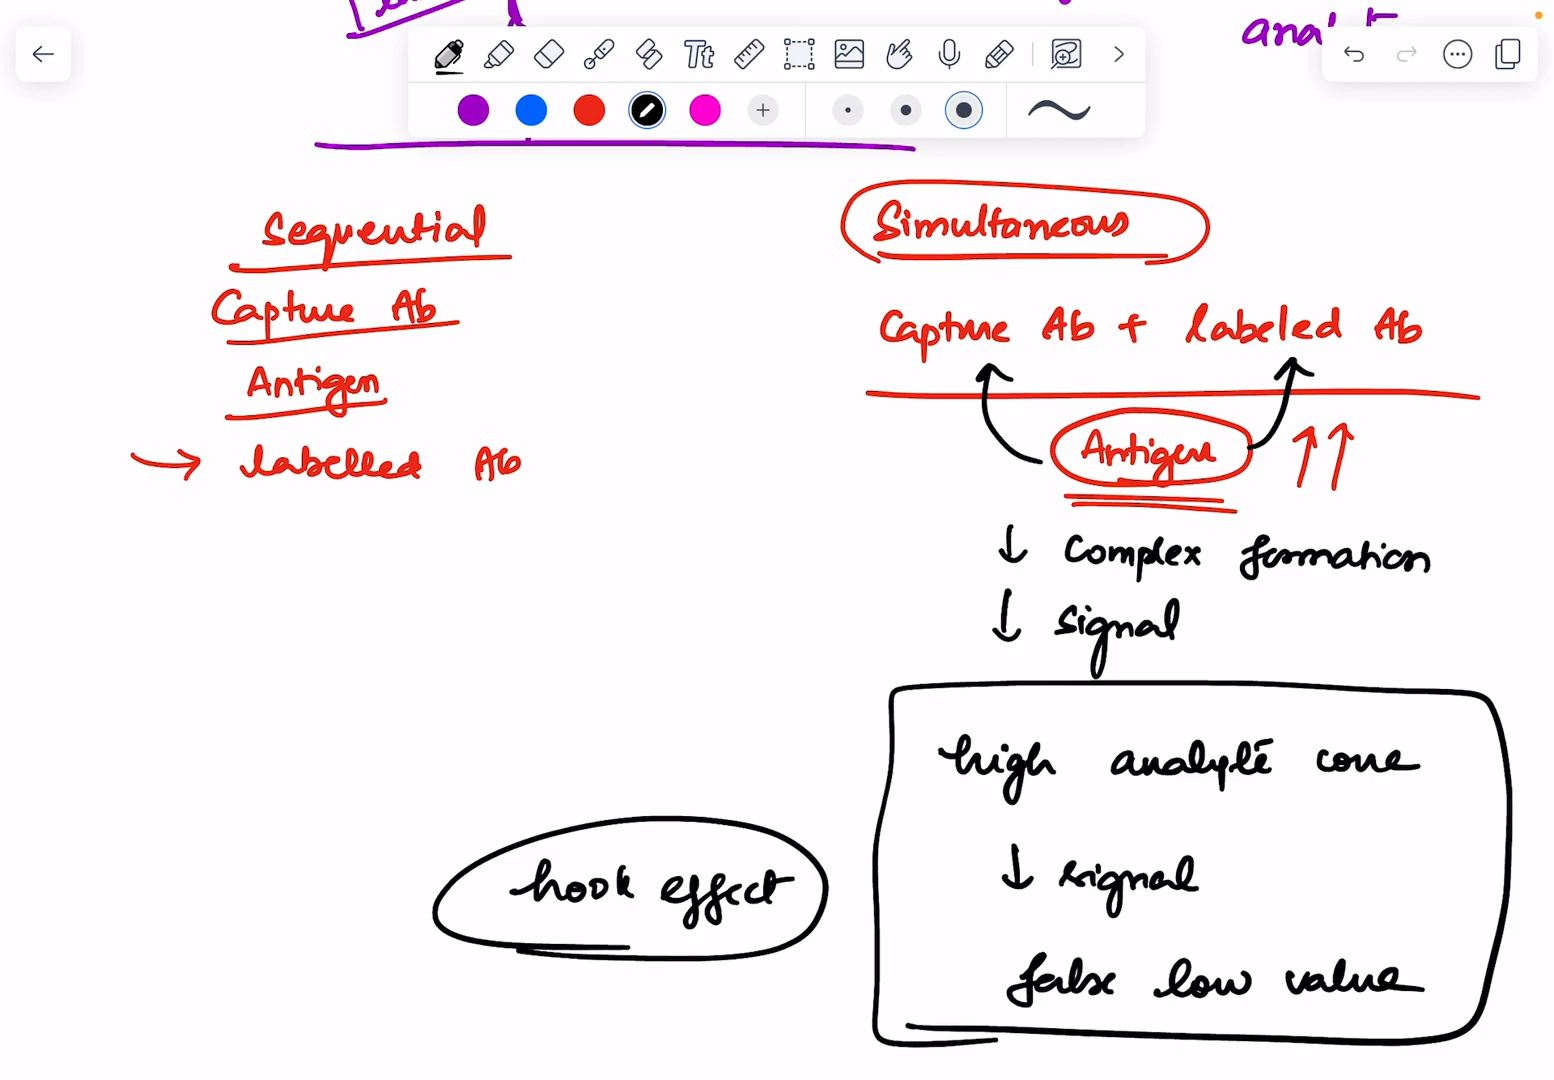 Tt
Sequential
Capture Ab
Antigen
→ labelled Ab
Simultaneous
Capture Ab + labeled Ab
Antigen ↑↑
↓ Complex formation
↓ Signal
high analyte conc
↓ signal
false low value
hook effect